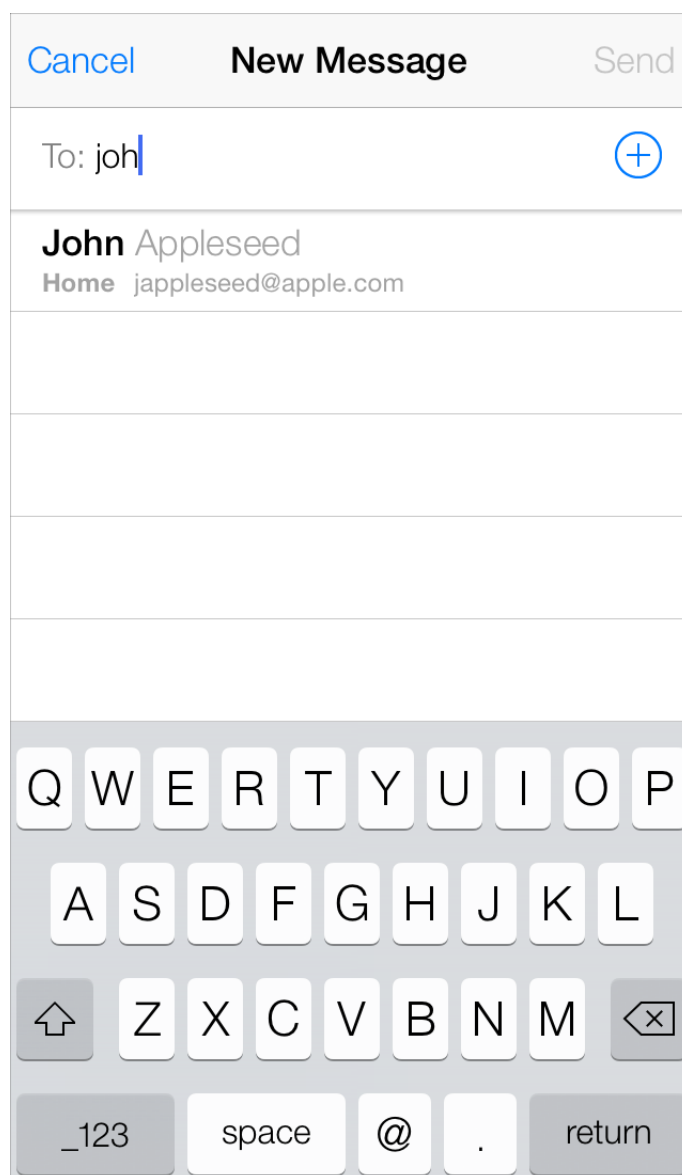 Cancel New Message Send
To: joh
John Appleseed
Home jappleseed@apple.com
Q W E R T Y U I O P
A S D F G H J K L
Z X C V B N M
_123 space @ . return